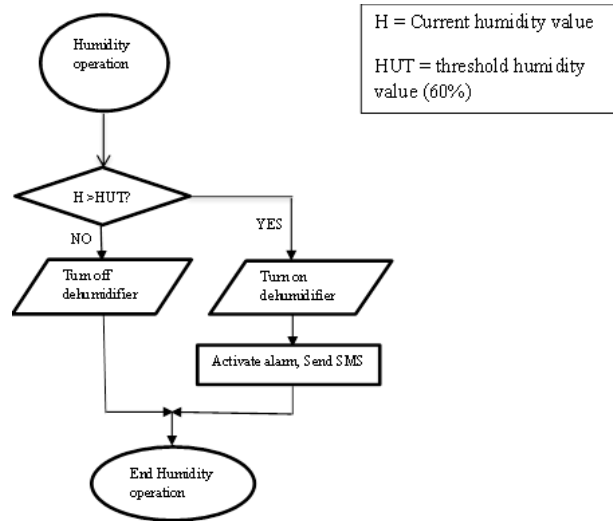 Humidity
operation
H = Current humidity value
HUT = threshold humidity
value (60%)
H >HUT?
NO
YES
Turn off
dehumidifier
Turn on
dehumidifier
Activate alarm, Send SMS
End Humidity
operation